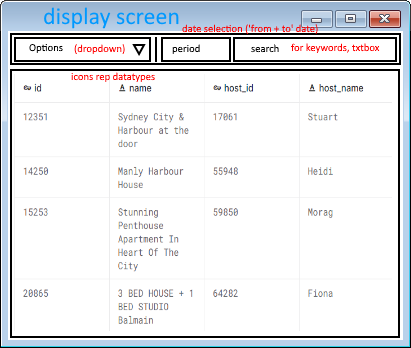 display screen
date selection ('from + to' date)
Options (dropdown) period search for keywords, txtbox
icons rep datatypes
id name host_id host_name
12351 Sydney City & 17061 Stuart
Harbour at the
door
14250 Manly Harbour 55948 Heidi
House
15253 Stunning 59850 Morag
Penthouse
Apartment In
Heart Of The
City
20865 3 BED HOUSE + 1 64282 Fiona
BED STUDIO
Balmain